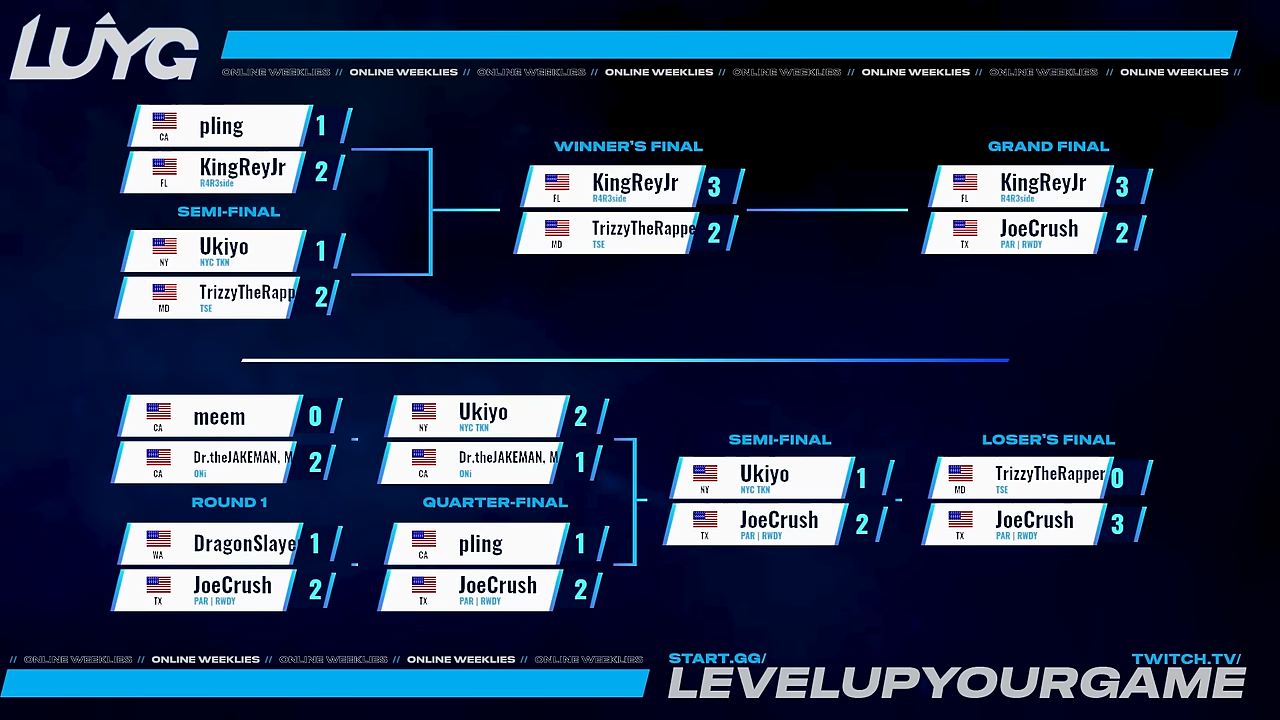 LUYG
ONLINE WEEKLIES // ONLINE WEEKLIES // ONLINE WEEKLIES // ONLINE WEEKLIES // ONLINE WEEKLIES // ONLINE WEEKLIES // ONLINE WEEKLIES // ONLINE WEEKLIES //
CA pling 1
FL KingReyJr 2
R4R3side
SEMI-FINAL
NY Ukiyo 1
NYC TKN
MD TrizzyTheRapp 2
TSE
WINNER'S FINAL
FL KingReyJr 3
R4R3side
MD TrizzyTheRappe 2
TSE
GRAND FINAL
FL KingReyJr 3
R4R3side
TX JoeCrush 2
PAR | RWDY
CA meem 0
CA Dr.theJAKEMAN, M 2
ONi
ROUND 1
WA DragonSlaye 1
TX JoeCrush 2
PAR | RWDY
NY Ukiyo 2
NYC TKN
CA Dr.theJAKEMAN, M 1
ONi
QUARTER-FINAL
CA pling 1
TX JoeCrush 2
PAR | RWDY
SEMI-FINAL
NY Ukiyo 1
NYC TKN
TX JoeCrush 2
PAR | RWDY
LOSER'S FINAL
MD TrizzyTheRapper 0
TSE
TX JoeCrush 3
PAR | RWDY
// ONLINE WEEKLIES // ONLINE WEEKLIES // ONLINE WEEKLIES // ONLINE WEEKLIES // ONLINE WEEKLIES
START.GG/ TWITCH.TV/
LEVELUPYOURGAME